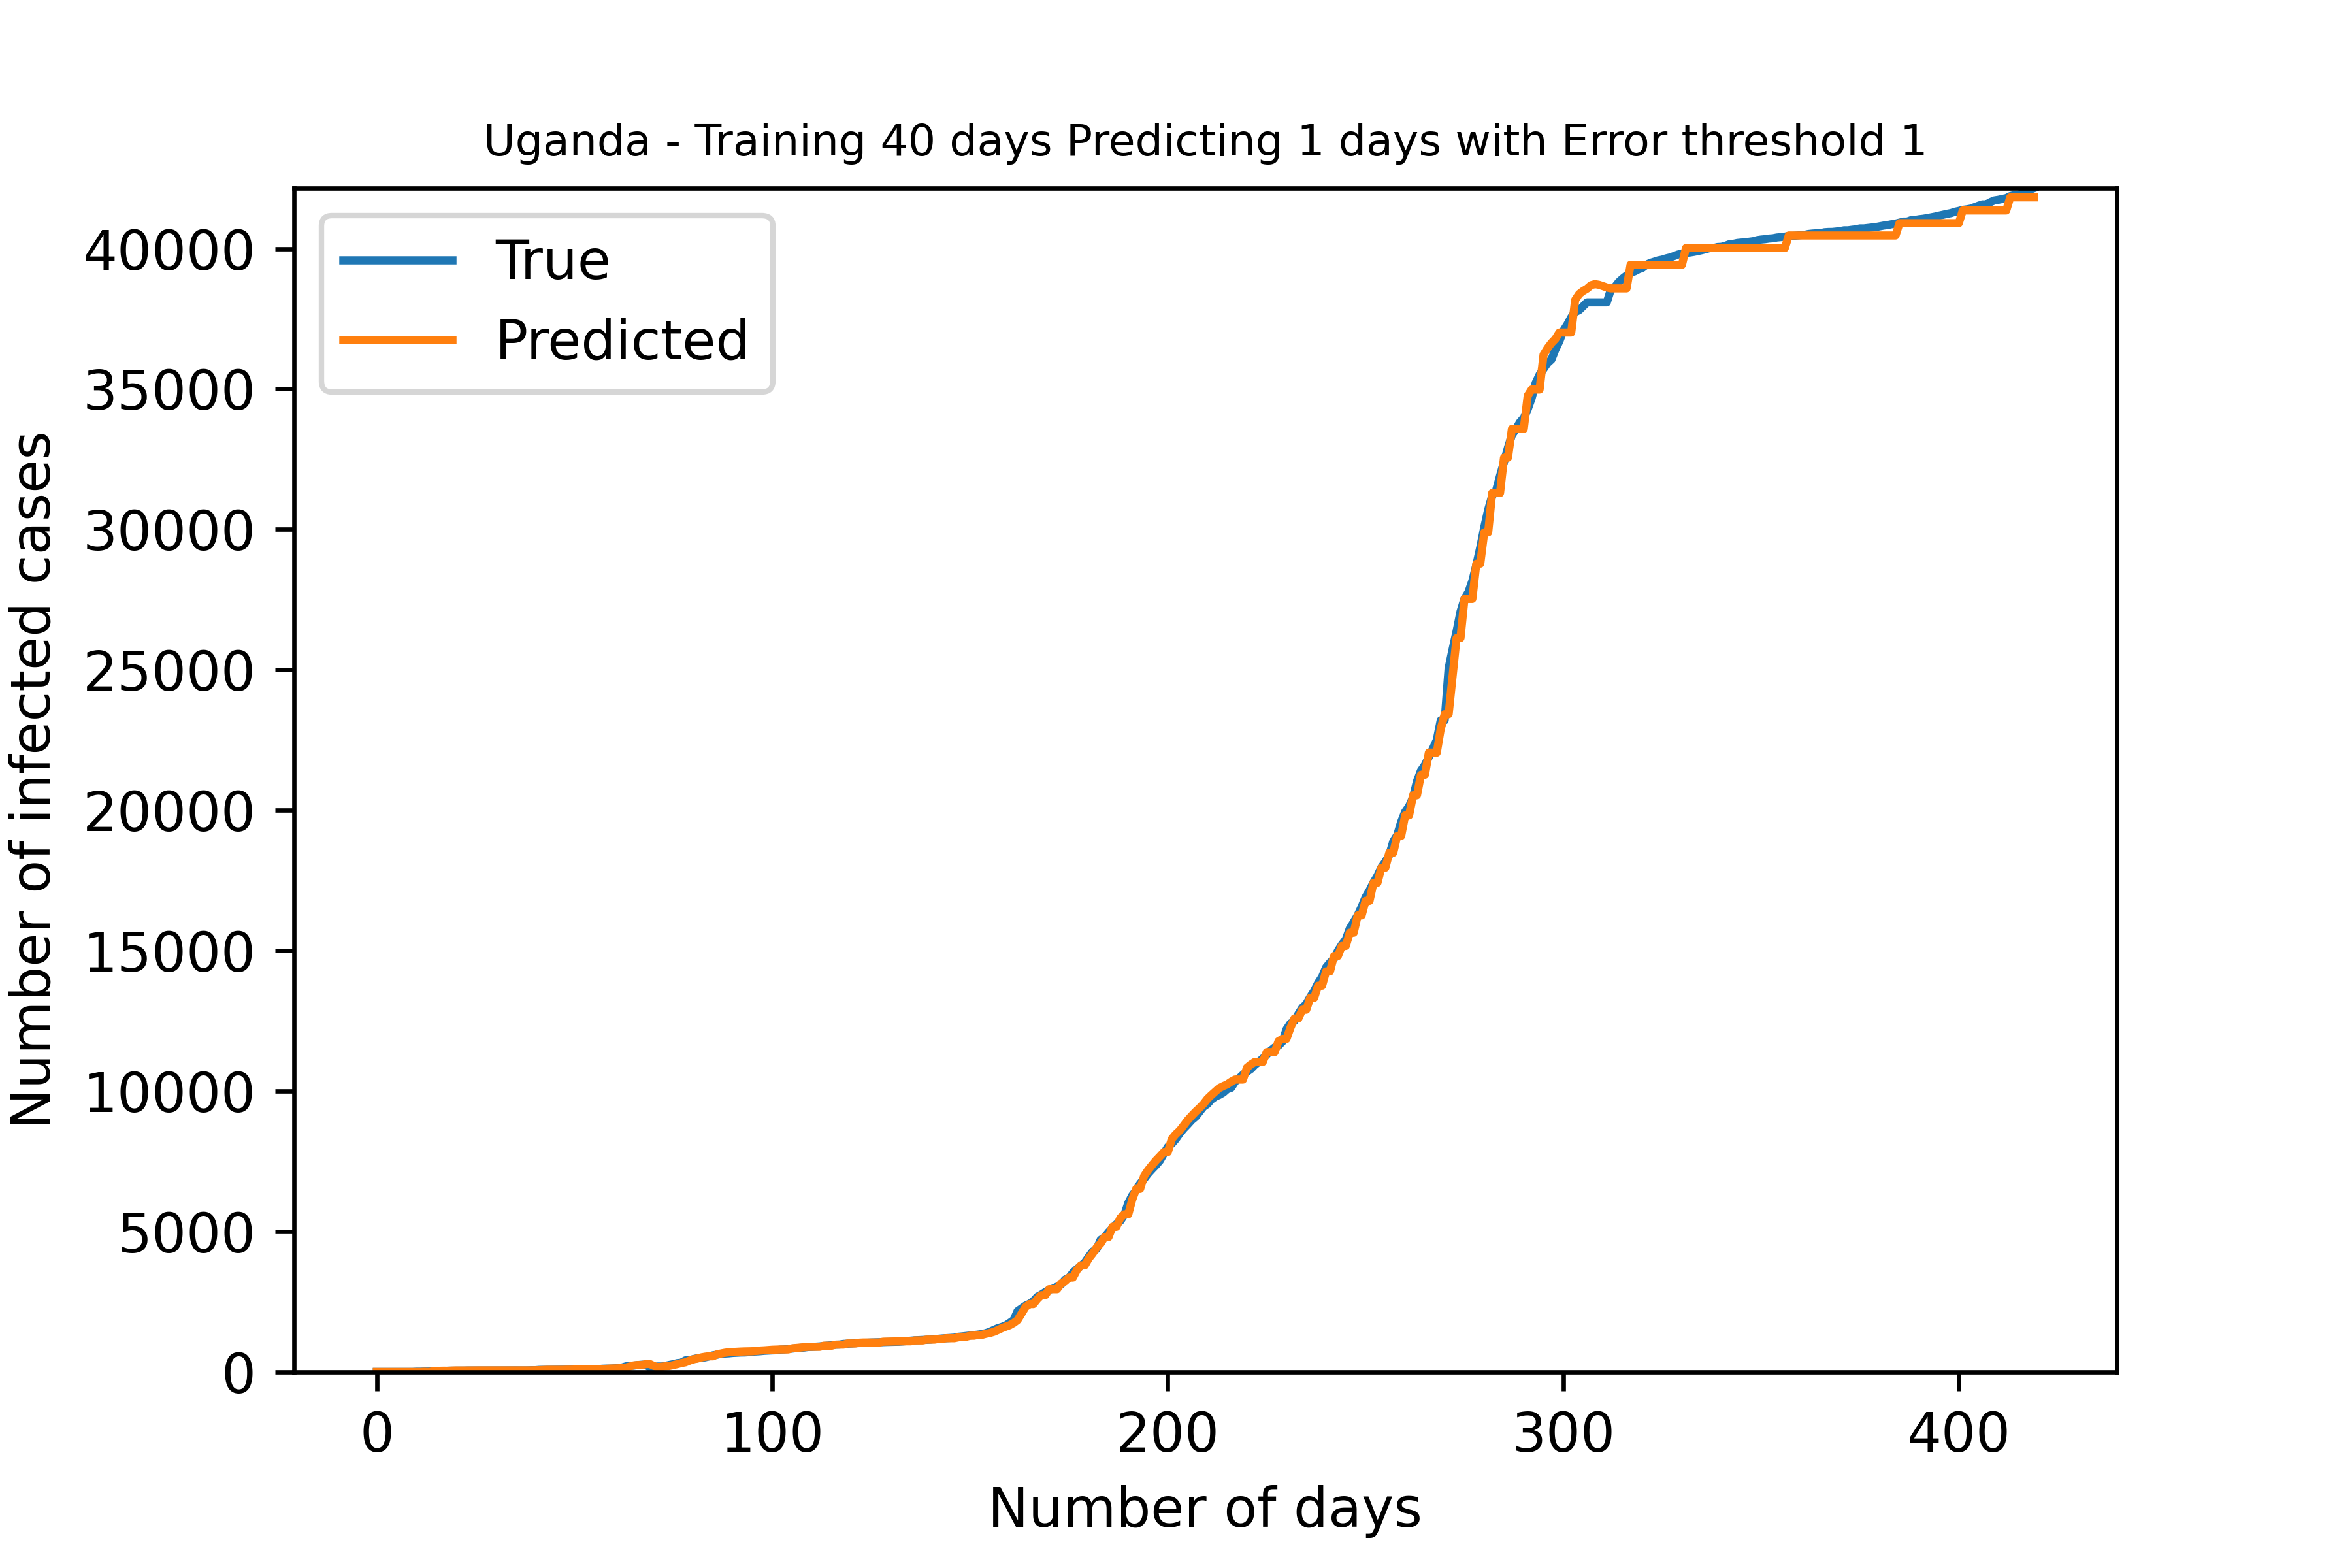 Uganda - Training 40 days Predicting 1 days with Error threshold 1
True
Predicted
Number of infected cases
40000
35000
30000
25000
20000
15000
10000
5000
0
0 100 200 300 400
Number of days